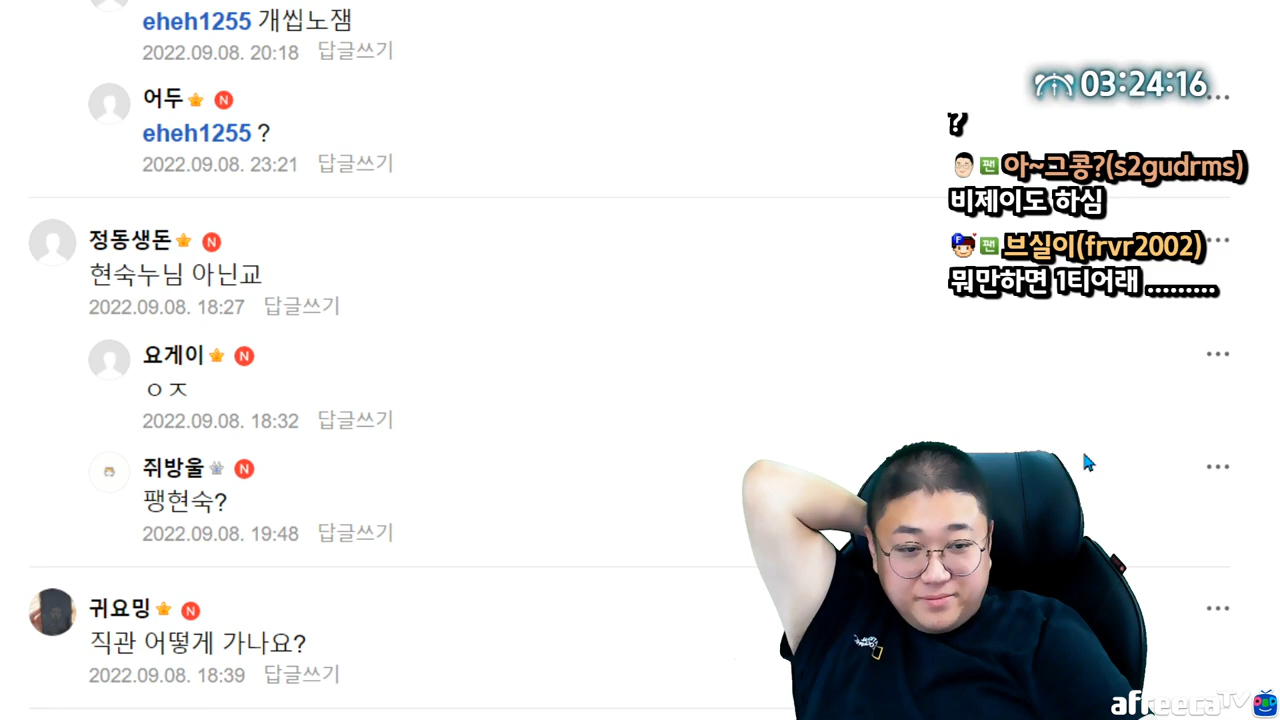 eheh1255 개씹노잼
2022.09.08. 20:18 답글쓰기
어두 N
eheh1255 ?
2022.09.08. 23:21 답글쓰기
정동생돈 N
현숙누님 아닌교
2022.09.08. 18:27 답글쓰기
요게이 N
ㅇㅈ
2022.09.08. 18:32 답글쓰기
쥐방울 N
팽현숙?
2022.09.08. 19:48 답글쓰기
귀요밍 N
직관 어떻게 가나요?
2022.09.08. 18:39 답글쓰기
03:24:16
?
팬 아~그콩?(s2gudrms)
비제이도 하심
팬 브실이(frvr2002)
뭐만하면 1티어래 .........
afreecaTV